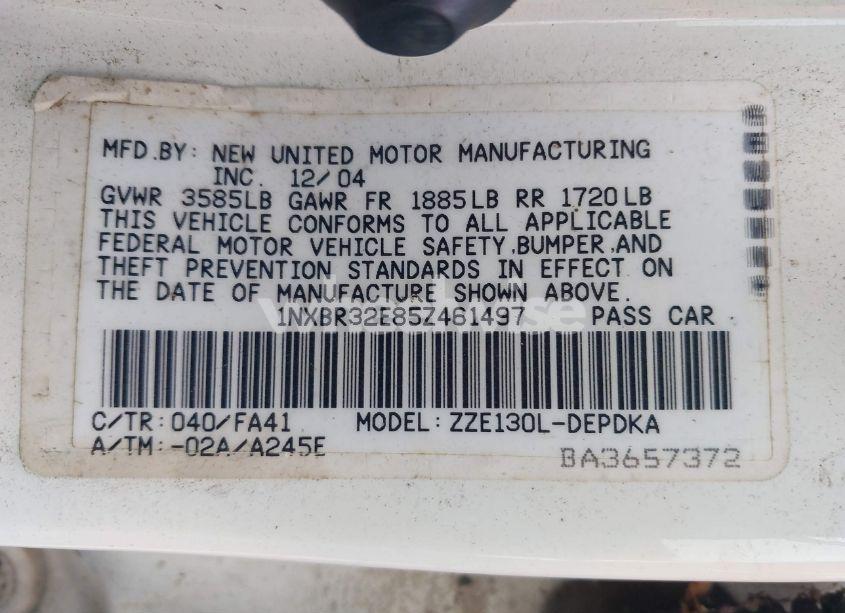 MFD.BY: NEW UNITED MOTOR MANUFACTURING
INC. 12/04
GVWR 3585LB GAWR FR 1885LB RR 1720LB
THIS VEHICLE CONFORMS TO ALL APPLICABLE
FEDERAL MOTOR VEHICLE SAFETY,BUMPER,AND
THEFT PREVENTION STANDARDS IN EFFECT ON
THE DATE OF MANUFACTURE SHOWN ABOVE.
1NXBR32E85Z461497 PASS CAR
C/TR:040/FA41 MODEL:ZZE130L-DEPDKA
A/TM:-02A/A245E
BA3657372